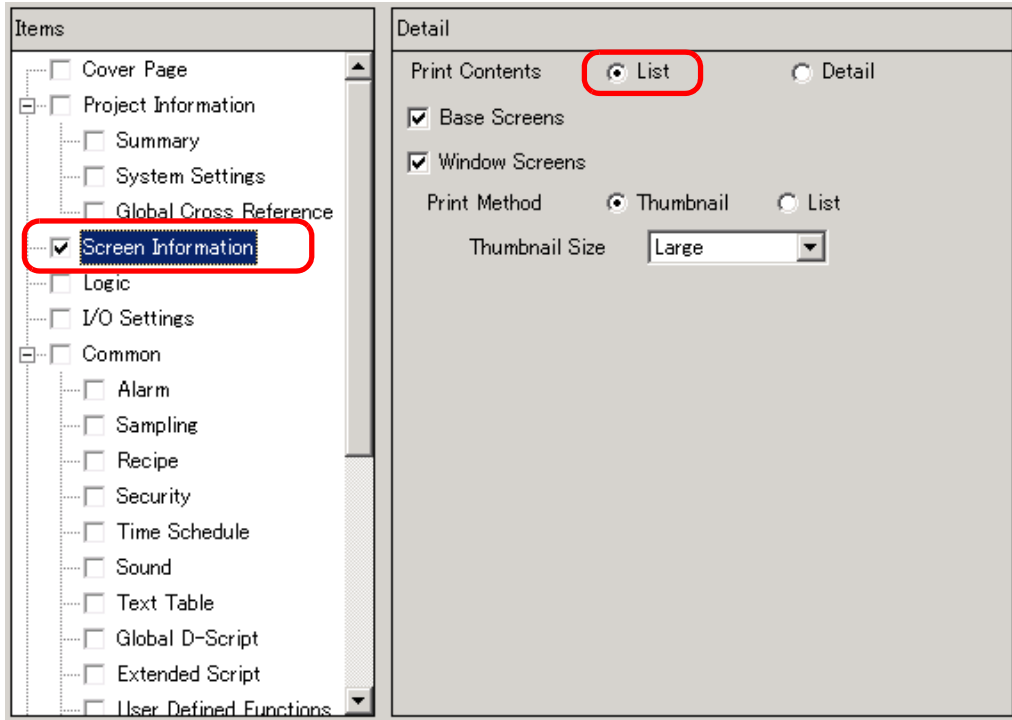 Items
Cover Page
Project Information
Summary
System Settings
Global Cross Reference
Screen Information
Logic
I/O Settings
Common
Alarm
Sampling
Recipe
Security
Time Schedule
Sound
Text Table
Global D-Script
Extended Script
User Defined Functions
Detail
Print Contents List Detail
Base Screens
Window Screens
Print Method Thumbnail List
Thumbnail Size Large